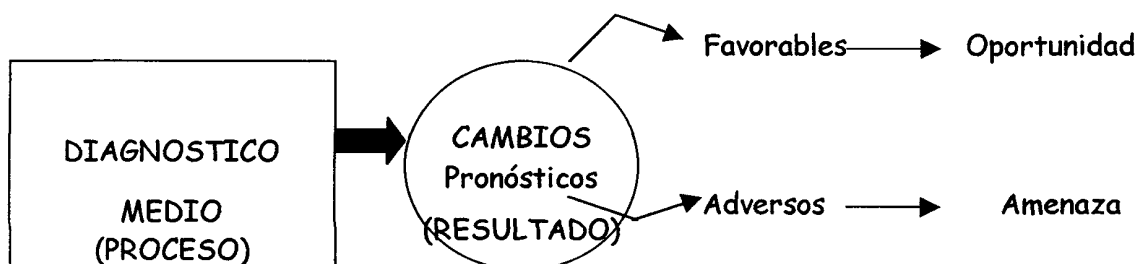 DIAGNOSTICO
MEDIO
(PROCESO)
CAMBIOS
Pronósticos
(RESULTADO)
Favorables
Oportunidad
Adversos
Amenaza